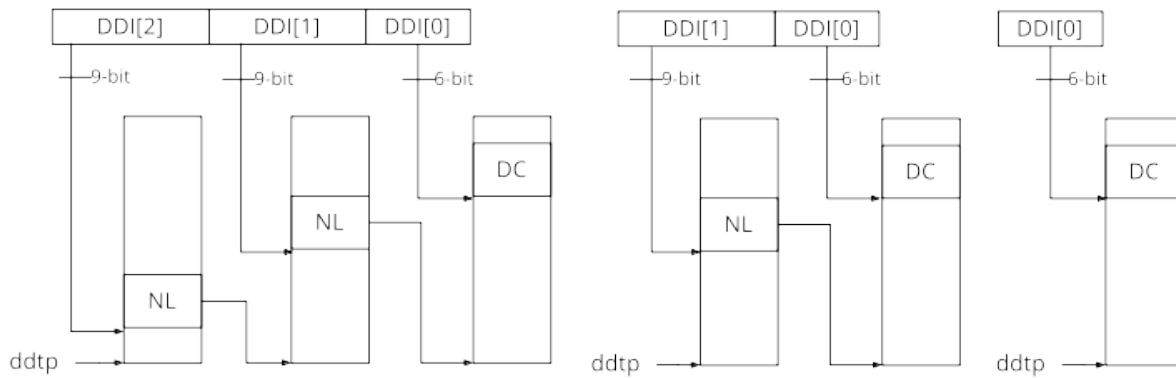 DDI[2] DDI[1] DDI[0] DDI[1] DDI[0] DDI[0]
9-bit 9-bit 6-bit 9-bit 6-bit 6-bit
DC DC DC
NL NL
NL
ddtp ddtp ddtp